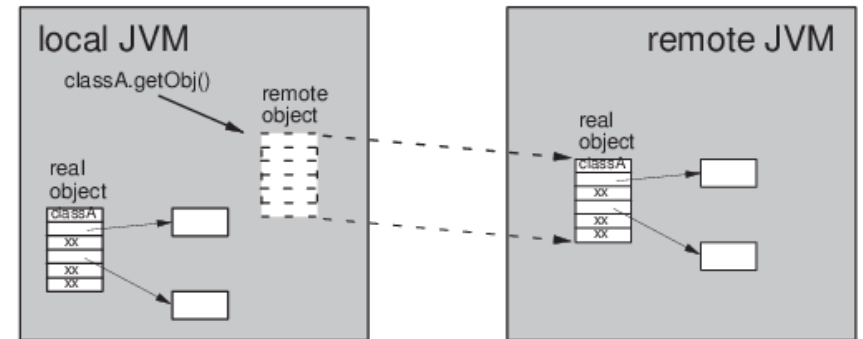 local JVM
classA.getObj()
remote
object
real
object
classA
xx
xx
xx
remote JVM
real
object
classA
xx
xx
xx